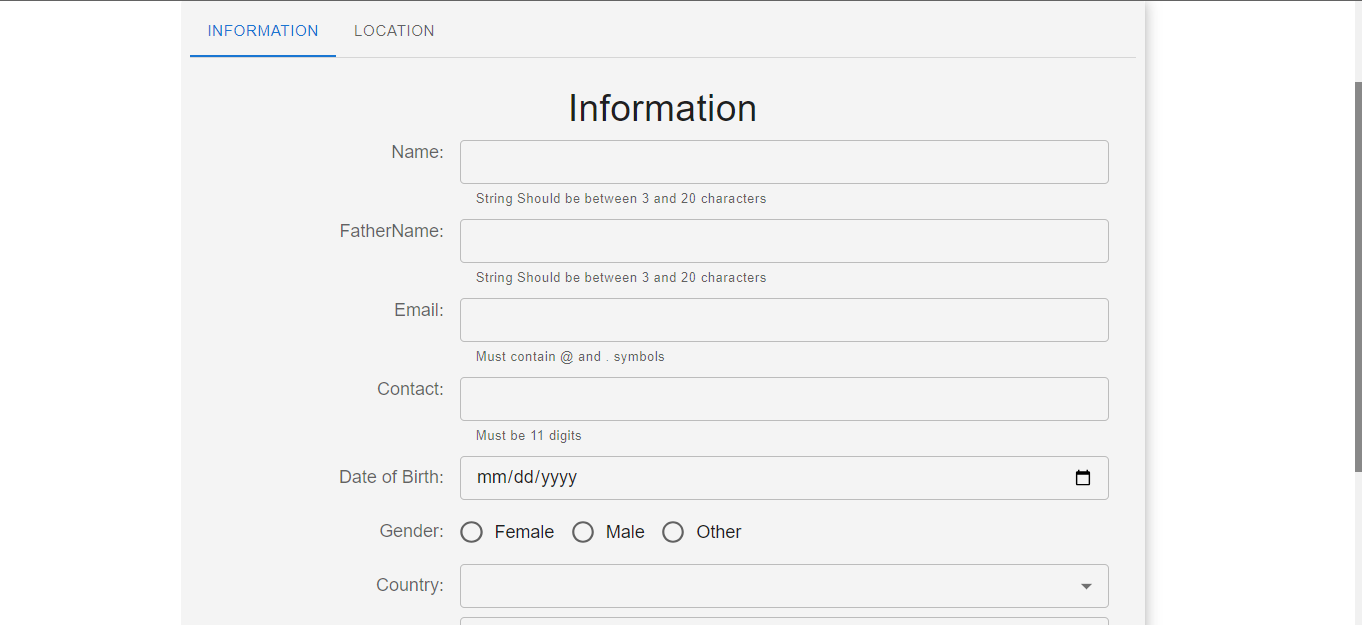 INFORMATION LOCATION
Information
Name:
String Should be between 3 and 20 characters
FatherName:
String Should be between 3 and 20 characters
Email:
Must contain @ and . symbols
Contact:
Must be 11 digits
Date of Birth: mm/dd/yyyy
Gender: Female Male Other
Country: